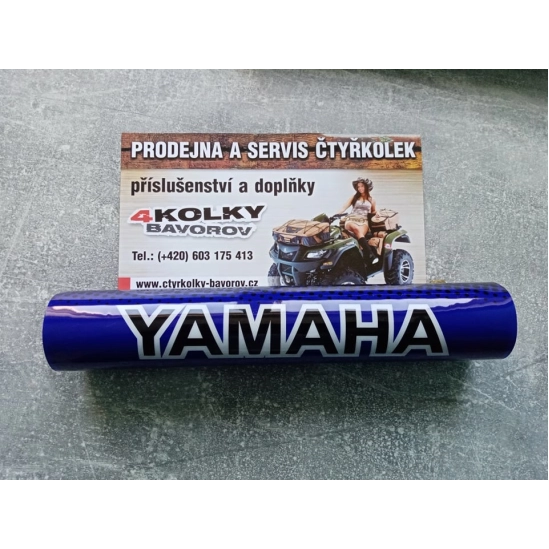 PRODEJNA A SERVIS ČTYŘKOLEK
příslušenství a doplňky
4KOLKY
BAVOROV
Tel.: (+420) 603 175 413
www.ctyrkolky-bavorov.cz
YAMAHA